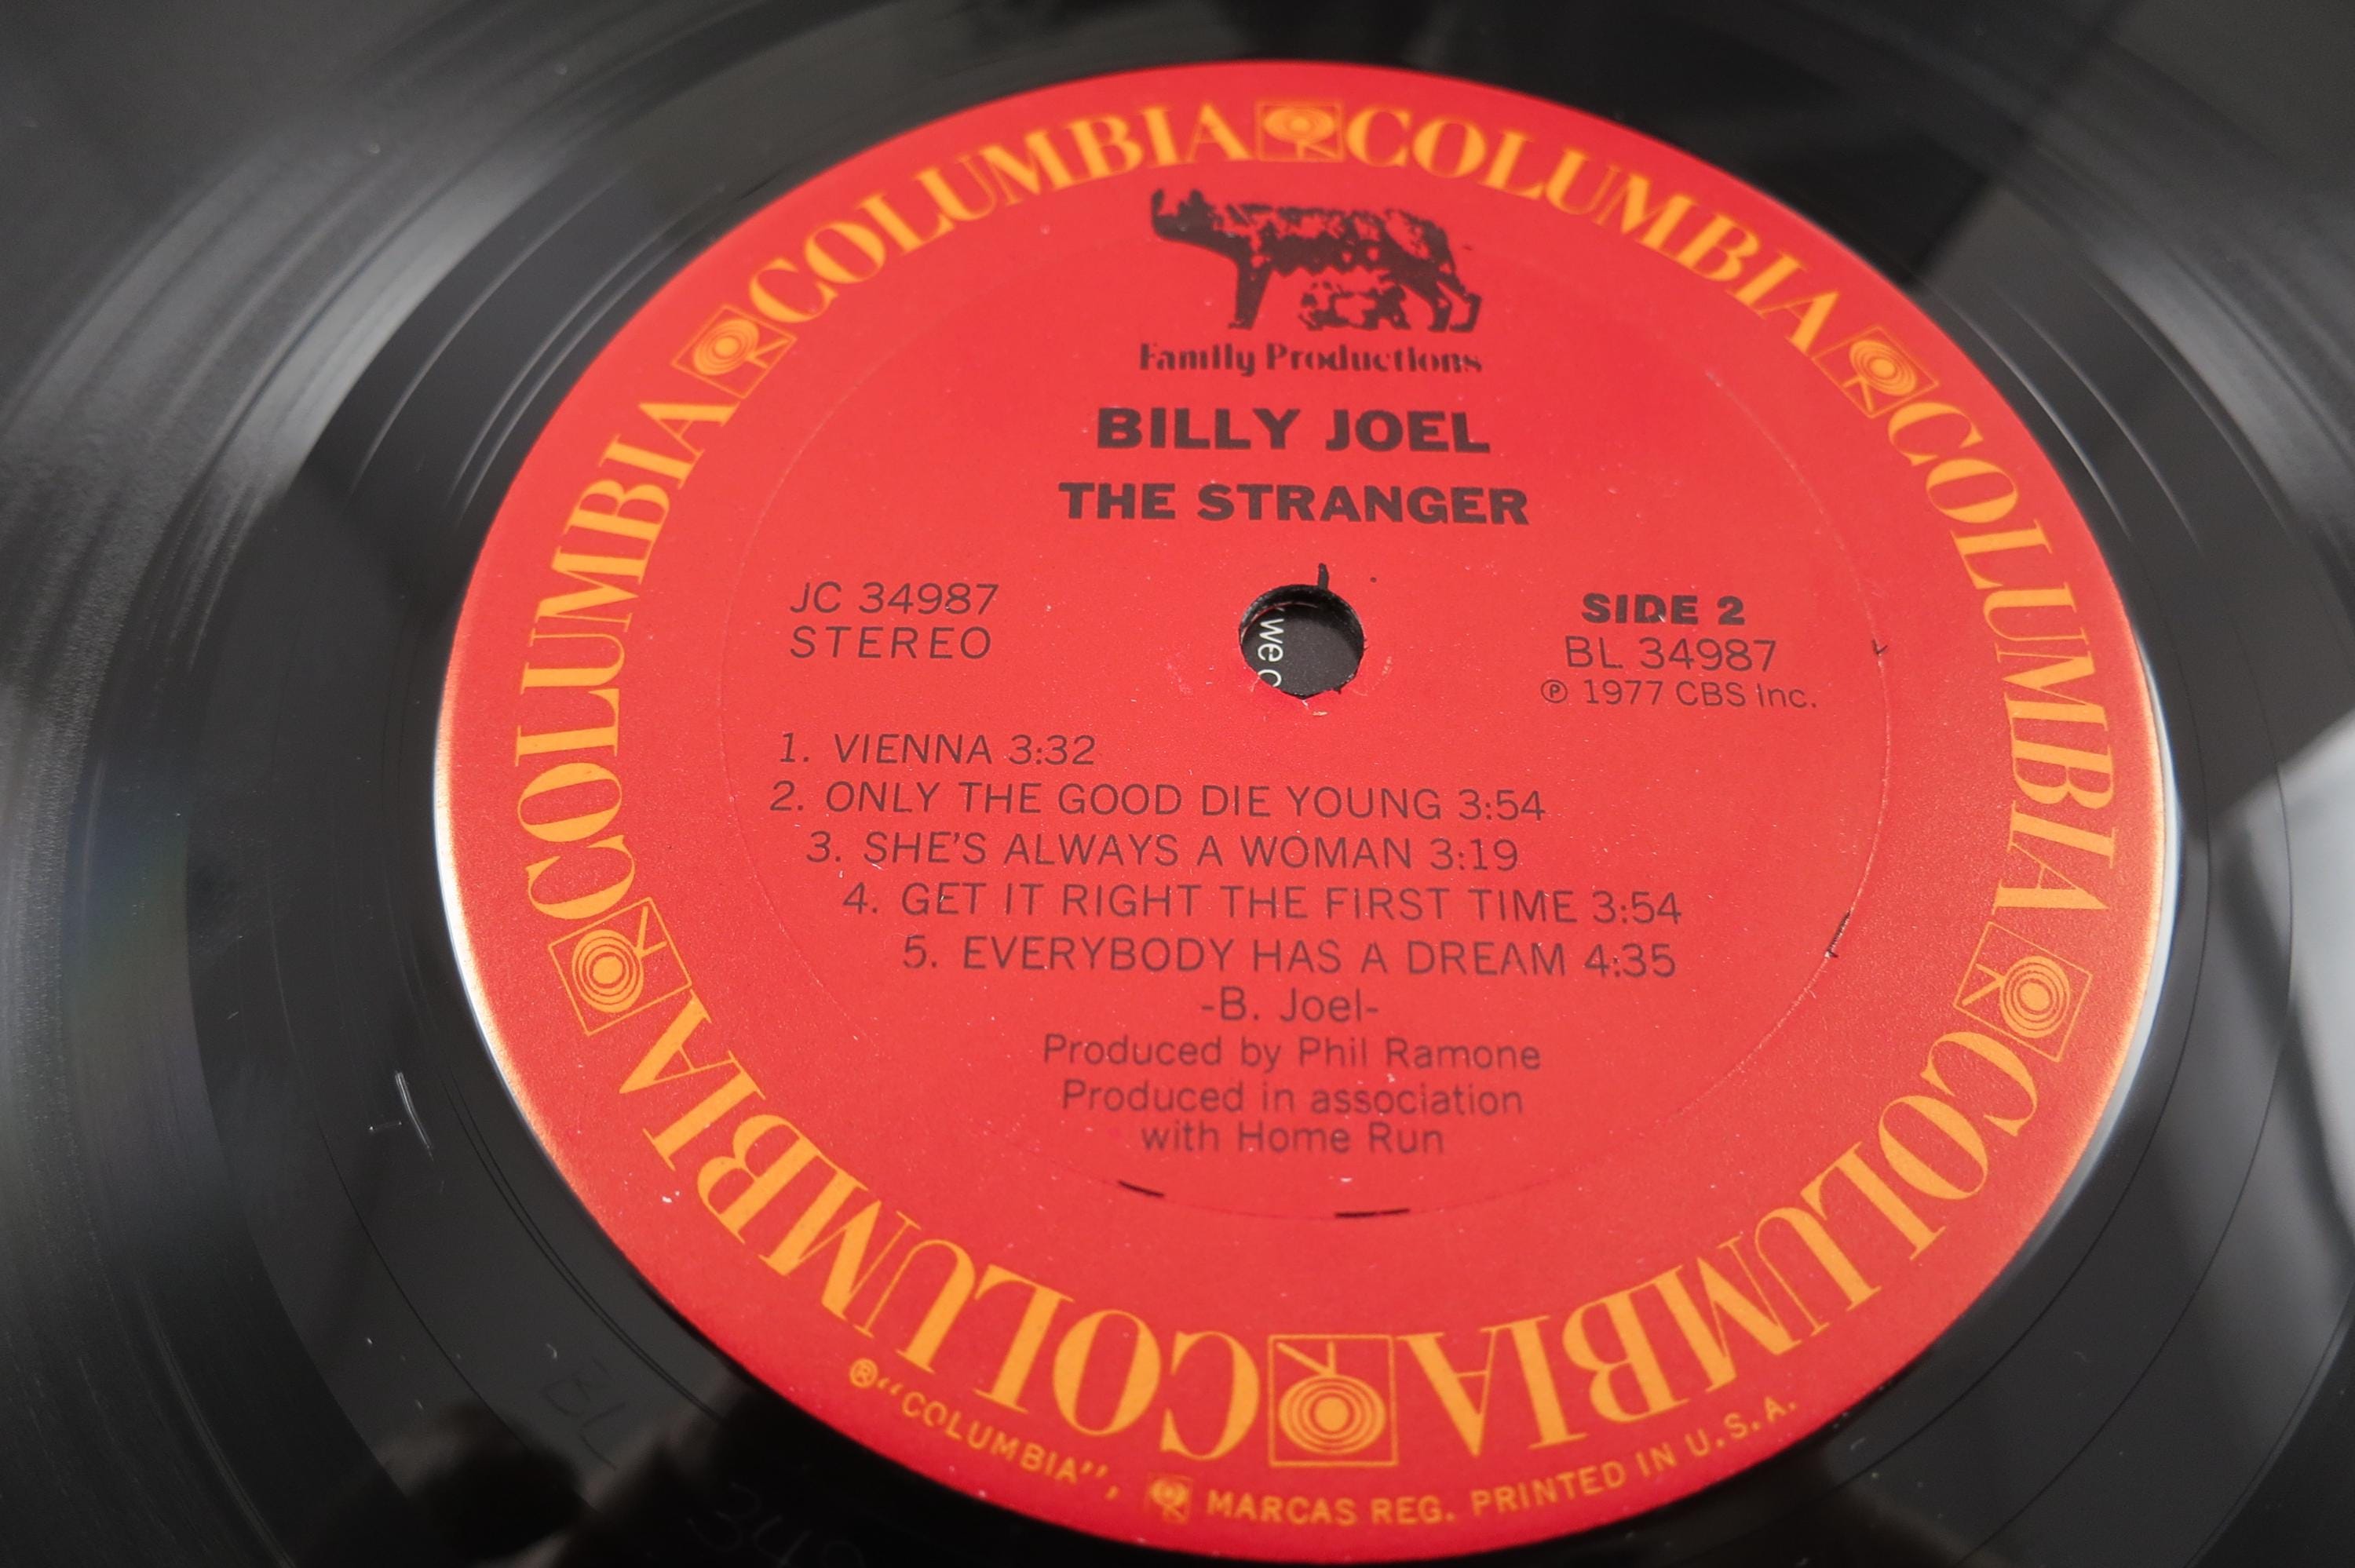 COLUMBIA COLUMBIA COLUMBIA COLUMBIA COLUMBIA COLUMBIA
Family Productions
BILLY JOEL
THE STRANGER
JC 34987
STEREO
we
SIDE 2
BL 34987
℗ 1977 CBS Inc.
1. VIENNA 3:32
2. ONLY THE GOOD DIE YOUNG 3:54
3. SHE'S ALWAYS A WOMAN 3:19
4. GET IT RIGHT THE FIRST TIME 3:54
5. EVERYBODY HAS A DREAM 4:35
-B. Joel-
Produced by Phil Ramone
Produced in association
with Home Run
®"COLUMBIA", MARCAS REG. PRINTED IN U.S.A.